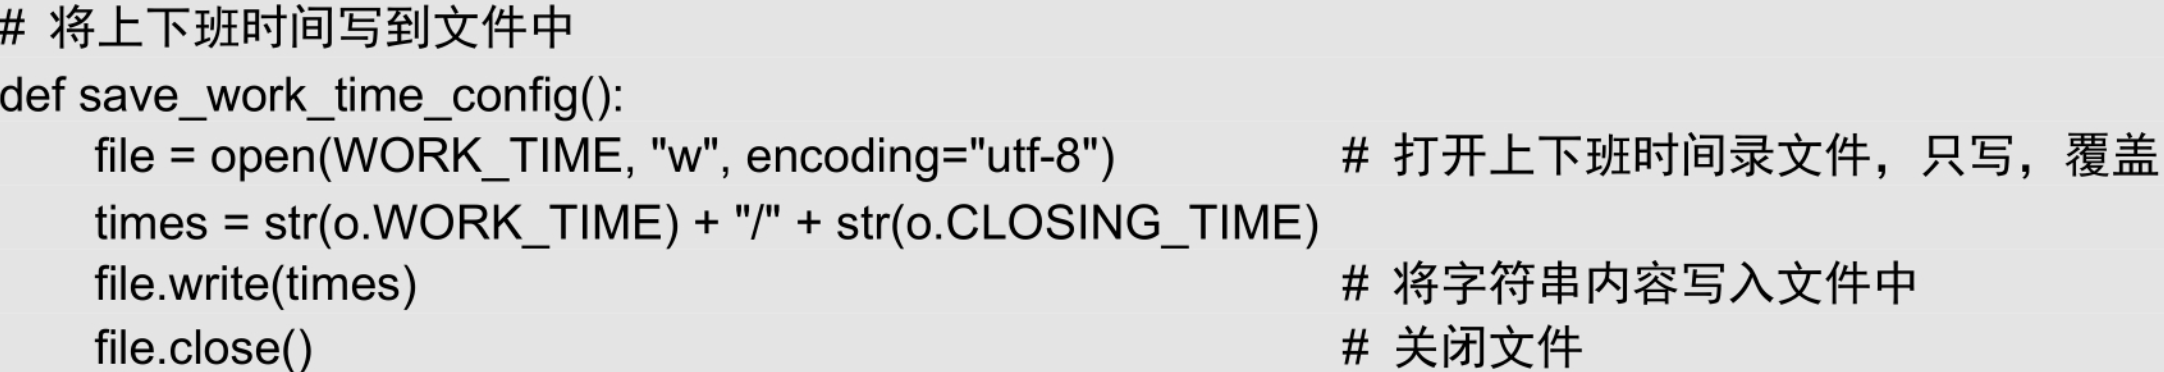 # 将上下班时间写到文件中
def save_work_time_config():
    file = open(WORK_TIME, "w", encoding="utf-8")    # 打开上下班时间录文件，只写，覆盖
    times = str(o.WORK_TIME) + "/" + str(o.CLOSING_TIME)
    file.write(times)    # 将字符串内容写入文件中
    file.close()    # 关闭文件